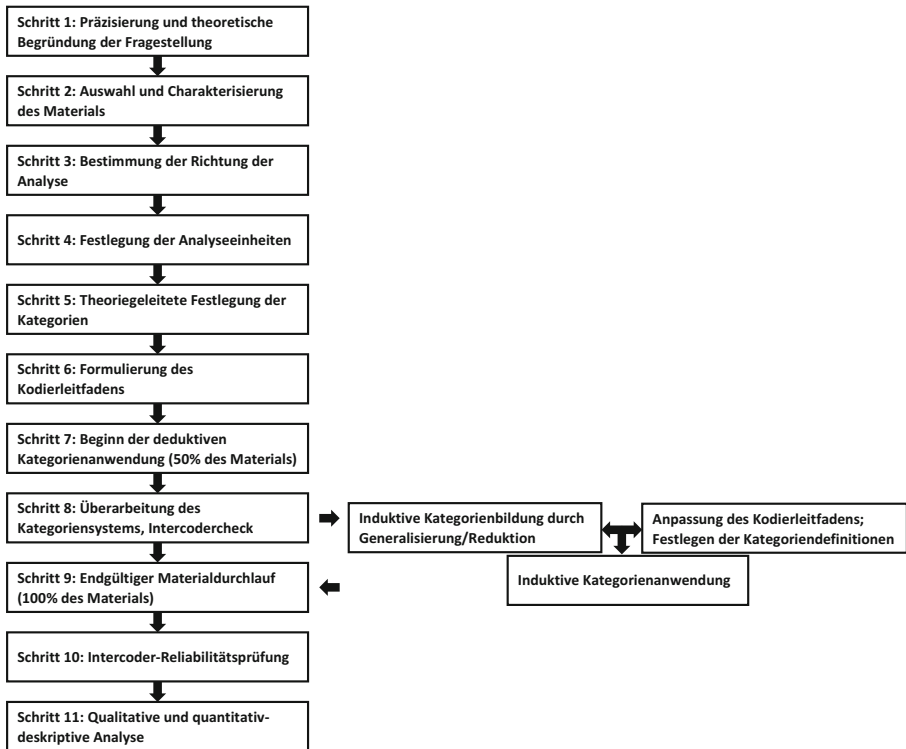 Schritt 1: Präzisierung und theoretische
Begründung der Fragestellung
Schritt 2: Auswahl und Charakterisierung
des Materials
Schritt 3: Bestimmung der Richtung der
Analyse
Schritt 4: Festlegung der Analyseeinheiten
Schritt 5: Theoriegeleitete Festlegung der
Kategorien
Schritt 6: Formulierung des
Kodierleitfadens
Schritt 7: Beginn der deduktiven
Kategorienanwendung (50% des Materials)
Schritt 8: Überarbeitung des
Kategoriensystems, Intercodercheck
Induktive Kategorienbildung durch
Generalisierung/Reduktion
Anpassung des Kodierleitfadens;
Festlegen der Kategoriendefinitionen
Induktive Kategorienanwendung
Schritt 9: Endgültiger Materialdurchlauf
(100% des Materials)
Schritt 10: Intercoder-Reliabilitätsprüfung
Schritt 11: Qualitative und quantitativ-
deskriptive Analyse